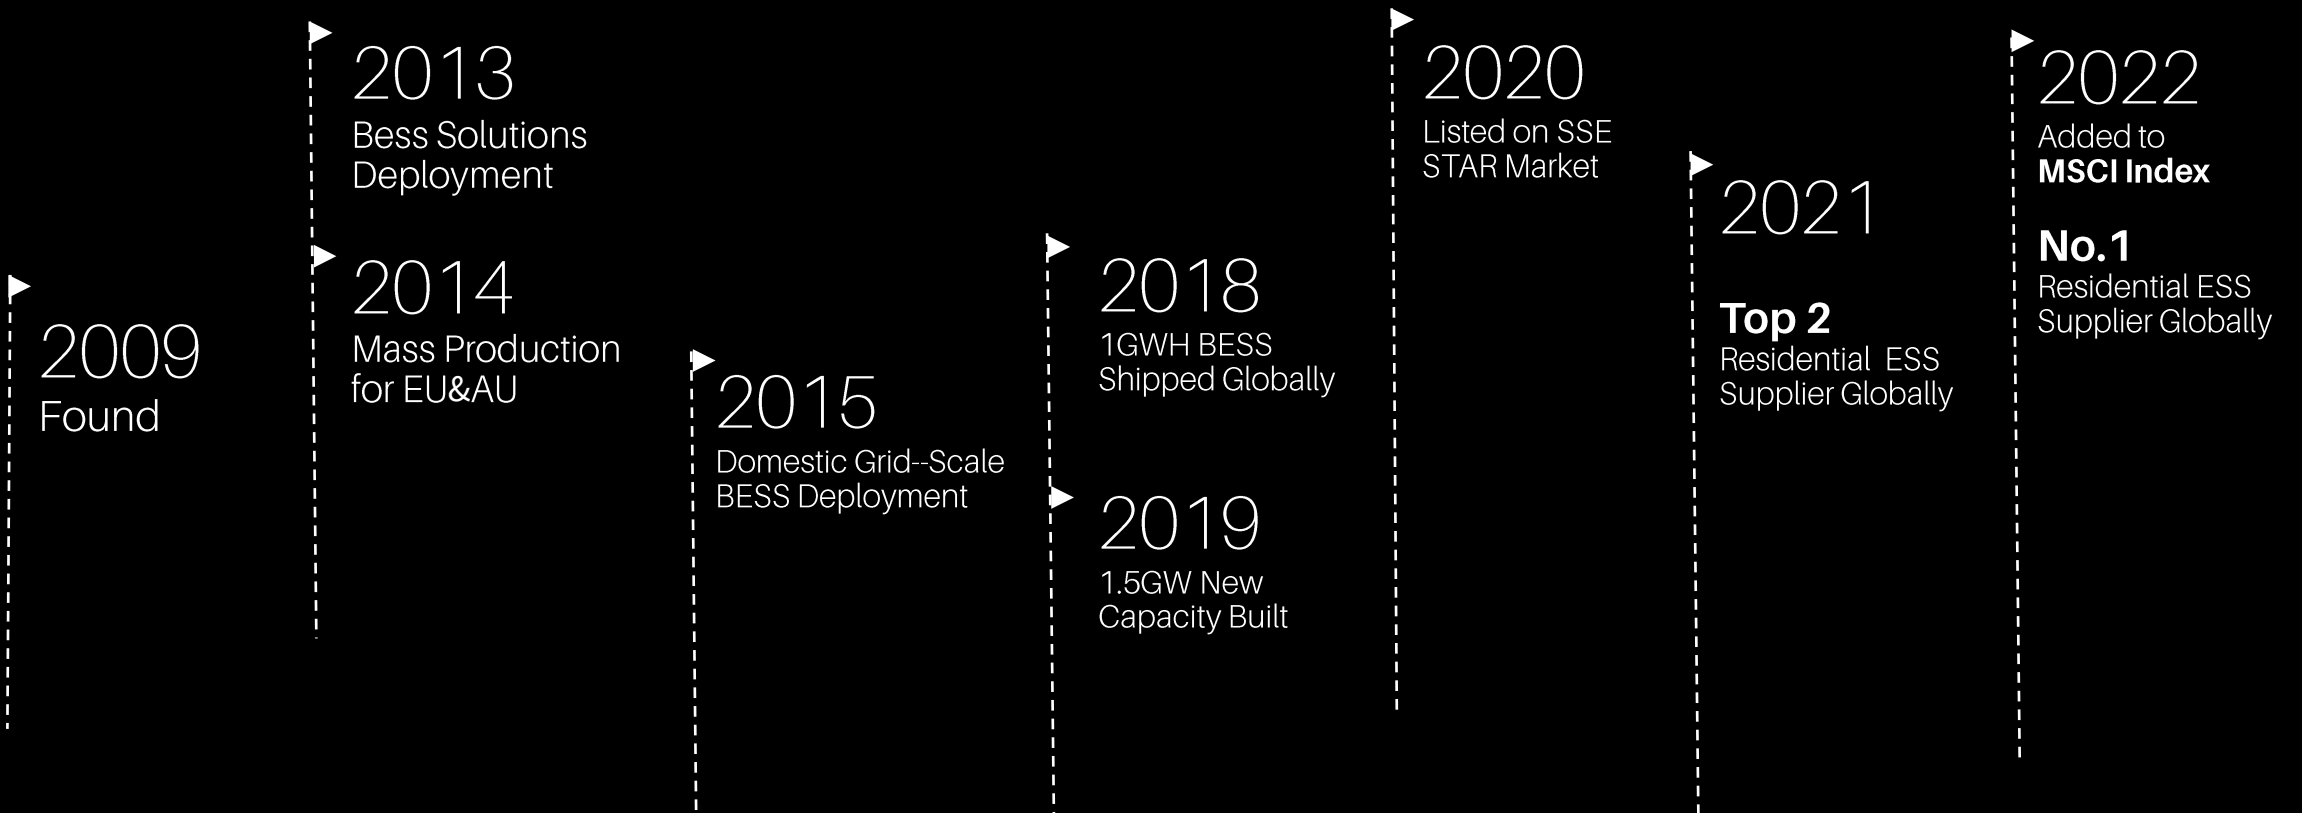 2009
Found
2013
Bess Solutions
Deployment
2014
Mass Production
for EU&AU
2015
Domestic Grid--Scale
BESS Deployment
2018
1GWH BESS
Shipped Globally
2019
1.5GW New
Capacity Built
2020
Listed on SSE
STAR Market
2021
Top 2
Residential  ESS
Supplier Globally
2022
Added to
MSCI Index
No.1
Residential ESS
Supplier Globally